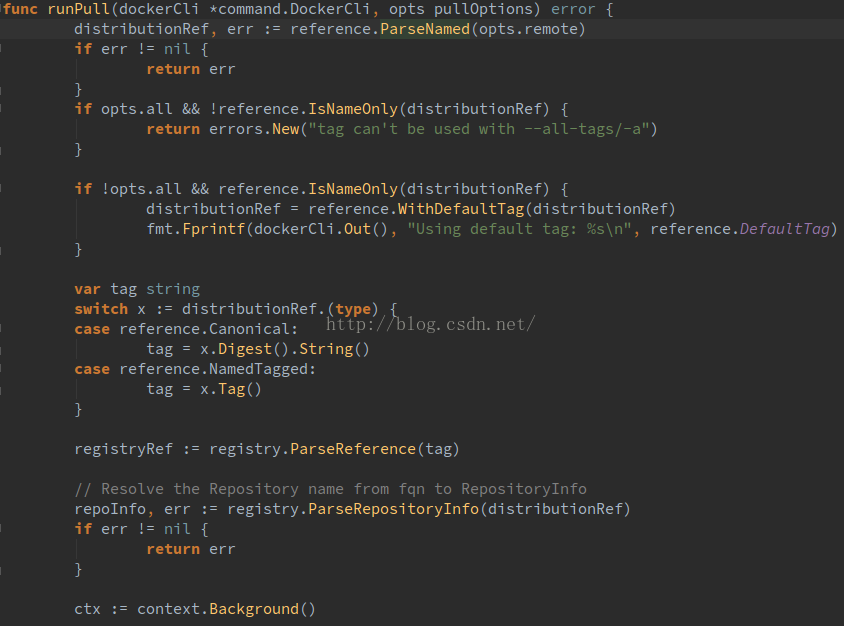 func runPull(dockerCli *command.DockerCli, opts pullOptions) error {
distributionRef, err := reference.ParseNamed(opts.remote)
if err != nil {
return err
}
if opts.all && !reference.IsNameOnly(distributionRef) {
return errors.New("tag can't be used with --all-tags/-a")
}
if !opts.all && reference.IsNameOnly(distributionRef) {
distributionRef = reference.WithDefaultTag(distributionRef)
fmt.Fprintf(dockerCli.Out(), "Using default tag: %s\n", reference.DefaultTag)
}
var tag string
switch x := distributionRef.(type) {
http://blog.csdn.net/
case reference.Canonical:
tag = x.Digest().String()
case reference.NamedTagged:
tag = x.Tag()
}
registryRef := registry.ParseReference(tag)
// Resolve the Repository name from fqn to RepositoryInfo
repoInfo, err := registry.ParseRepositoryInfo(distributionRef)
if err != nil {
return err
}
ctx := context.Background()